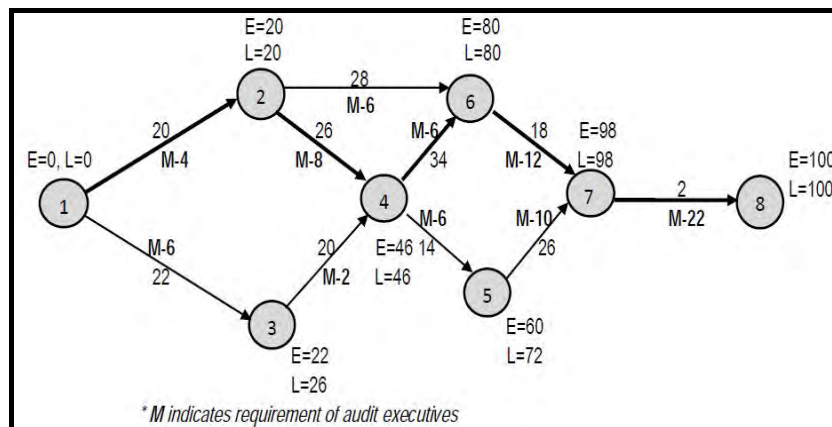 E=20
L=20
E=80
L=80
2
28
M-6
6
20
M-4
26
M-8
M-6
34
18
M-12
E=98
L=98
E=0, L=0
1
4
7
2
M-22
8
E=100
L=100
M-6
22
20
M-2
E=46
L=46
M-6
14
M-10
26
3
5
E=22
L=26
E=60
L=72
* M indicates requirement of audit executives